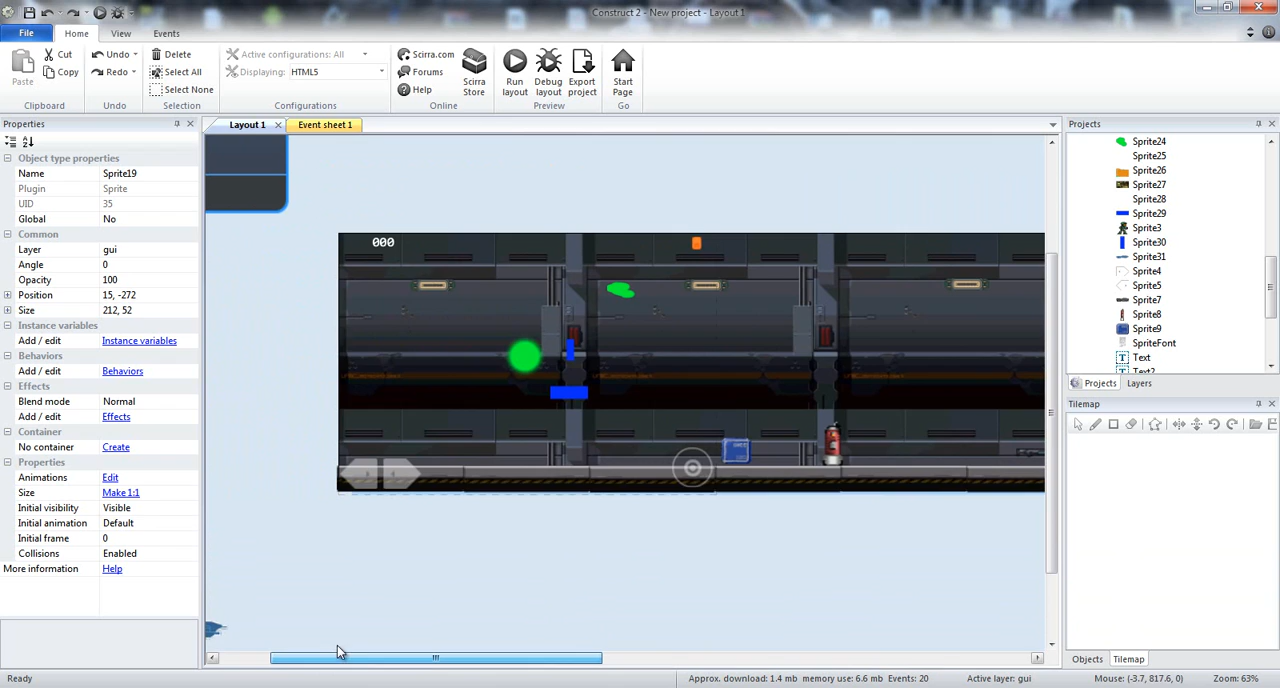 Construct 2 - New project - Layout 1
File Home View Events
Paste Cut Copy Clipboard
Undo Redo Undo
Delete Select All Select None Selection
Active configurations: All
Displaying: HTML5
Configurations
Scirra.com Forums Help Scirra Store Online
Run layout Debug layout Export project Preview
Start Page Go
Properties
Layout 1 Event sheet 1
Projects
Object type properties
Name Sprite19
Plugin Sprite
UID 35
Global No
Common
Layer gui
Angle 0
Opacity 100
Position 15, -272
Size 212, 52
Instance variables
Add / edit Instance variables
Behaviors
Add / edit Behaviors
Effects
Blend mode Normal
Add / edit Effects
Container
No container Create
Properties
Animations Edit
Size Make 1:1
Initial visibility Visible
Initial animation Default
Initial frame 0
Collisions Enabled
More information Help
000
Sprite24
Sprite25
Sprite26
Sprite27
Sprite28
Sprite29
Sprite3
Sprite30
Sprite31
Sprite4
Sprite5
Sprite7
Sprite8
Sprite9
SpriteFont
Text
Text2
Projects Layers
Tilemap
Objects Tilemap
Ready
Approx. download: 1.4 mb memory use: 6.6 mb Events: 20
Active layer: gui
Mouse: (-3.7, 817.6, 0)
Zoom: 63%